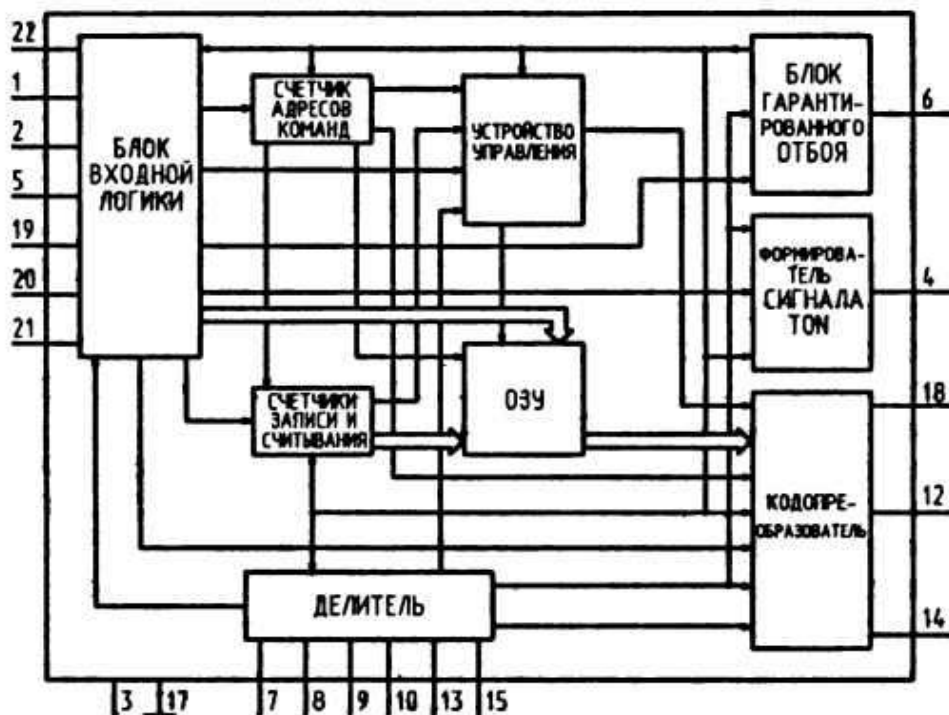 22
1
2
5
19
20
21
БЛОК
ВХОДНОЙ
ЛОГИКИ
СЧЕТЧИК
АДРЕСОВ
КОМАНД
УСТРОЙСТВО
УПРАВЛЕНИЯ
БЛОК
ГАРАНТИ-
РОВАННОГО
ОТБОЯ
6
ФОРМИРОВА-
ТЕЛЬ
СИГНАЛА
TON
4
СЧЕТЧИКИ
ЗАПИСИ И
СЧИТЫВАНИЯ
ОЗУ
КОДОПРЕ-
ОБРАЗОВАТЕЛЬ
18
12
14
ДЕЛИТЕЛЬ
3
17
7
8
9
10
13
15